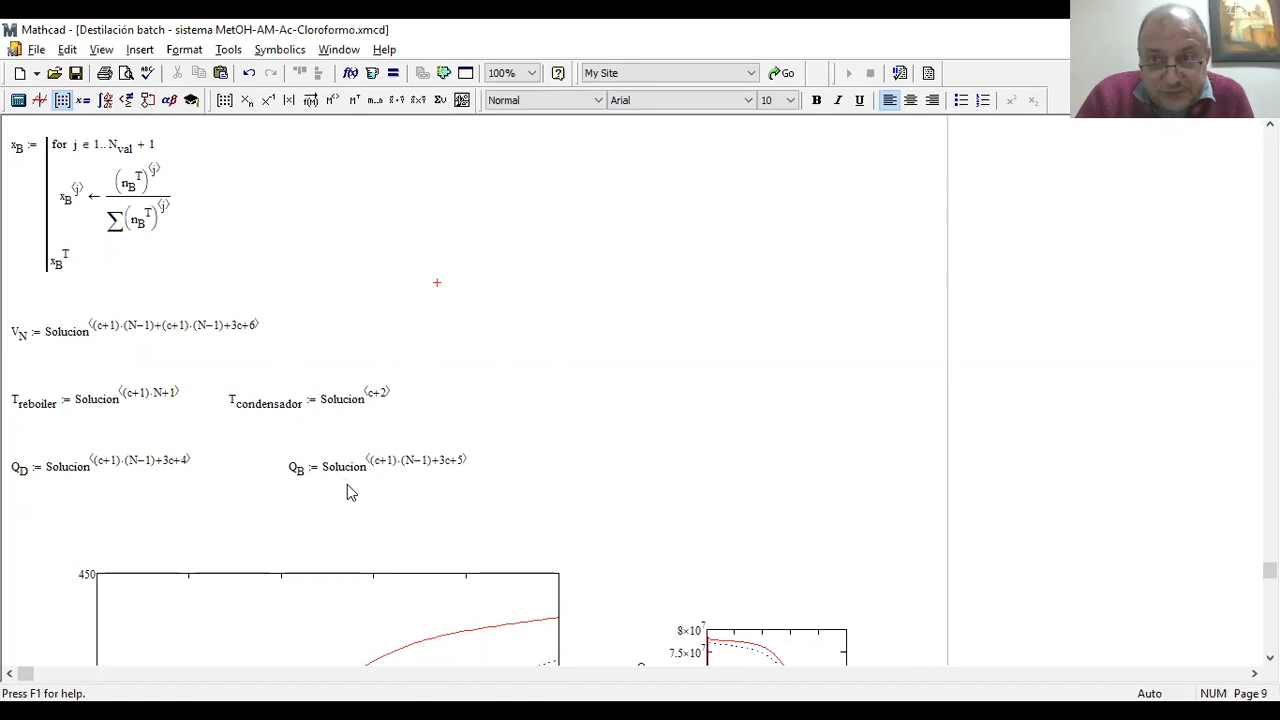 Mathcad - [Destilación batch - sistema MetOH-AM-Ac-Cloroformo.xmcd]
File Edit View Insert Format Tools Symbolics Window Help
100% My Site Go
Normal Arial 10 B I U
x_B := for j ∈ 1..N_val + 1
x_B^⟨j⟩ ← (n_B^T)^⟨j⟩ / ∑(n_B^T)^⟨j⟩
x_B^T
V_N := Solucion^⟨(c+1)·(N−1)+(c+1)·(N−1)+3c+6⟩
T_reboiler := Solucion^⟨(c+1)·N+1⟩ T_condensador := Solucion^⟨c+2⟩
Q_D := Solucion^⟨(c+1)·(N−1)+3c+4⟩ Q_B := Solucion^⟨(c+1)·(N−1)+3c+5⟩
450
8×10^7
7.5×10^7
Press F1 for help. Auto NUM Page 9